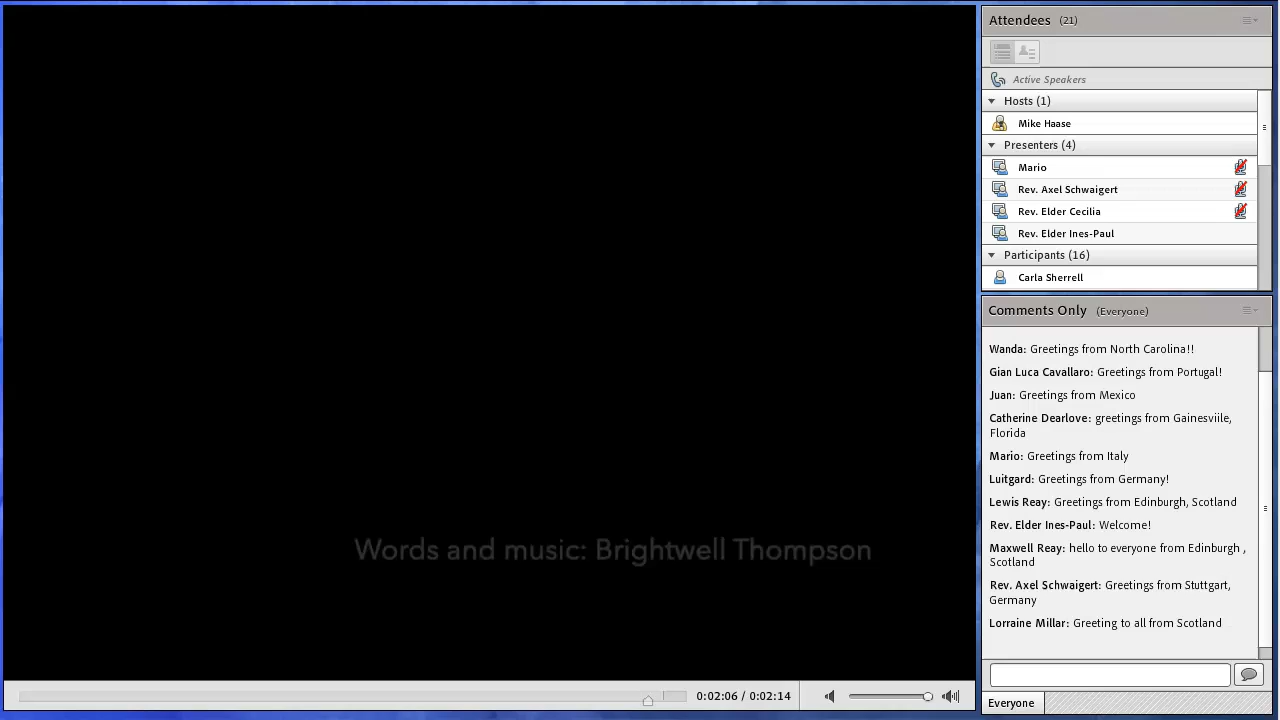 Words and music: Brightwell Thompson
0:02:06 / 0:02:14
Attendees (21)
Active Speakers
Hosts (1)
Mike Haase
Presenters (4)
Mario
Rev. Axel Schwaigert
Rev. Elder Cecilia
Rev. Elder Ines-Paul
Participants (16)
Carla Sherrell
Comments Only (Everyone)
Wanda: Greetings from North Carolina!!
Gian Luca Cavallaro: Greetings from Portugal!
Juan: Greetings from Mexico
Catherine Dearlove: greetings from Gainesviile,
Florida
Mario: Greetings from Italy
Luitgard: Greetings from Germany!
Lewis Reay: Greetings from Edinburgh, Scotland
Rev. Elder Ines-Paul: Welcome!
Maxwell Reay: hello to everyone from Edinburgh ,
Scotland
Rev. Axel Schwaigert: Greetings from Stuttgart,
Germany
Lorraine Millar: Greeting to all from Scotland
Everyone